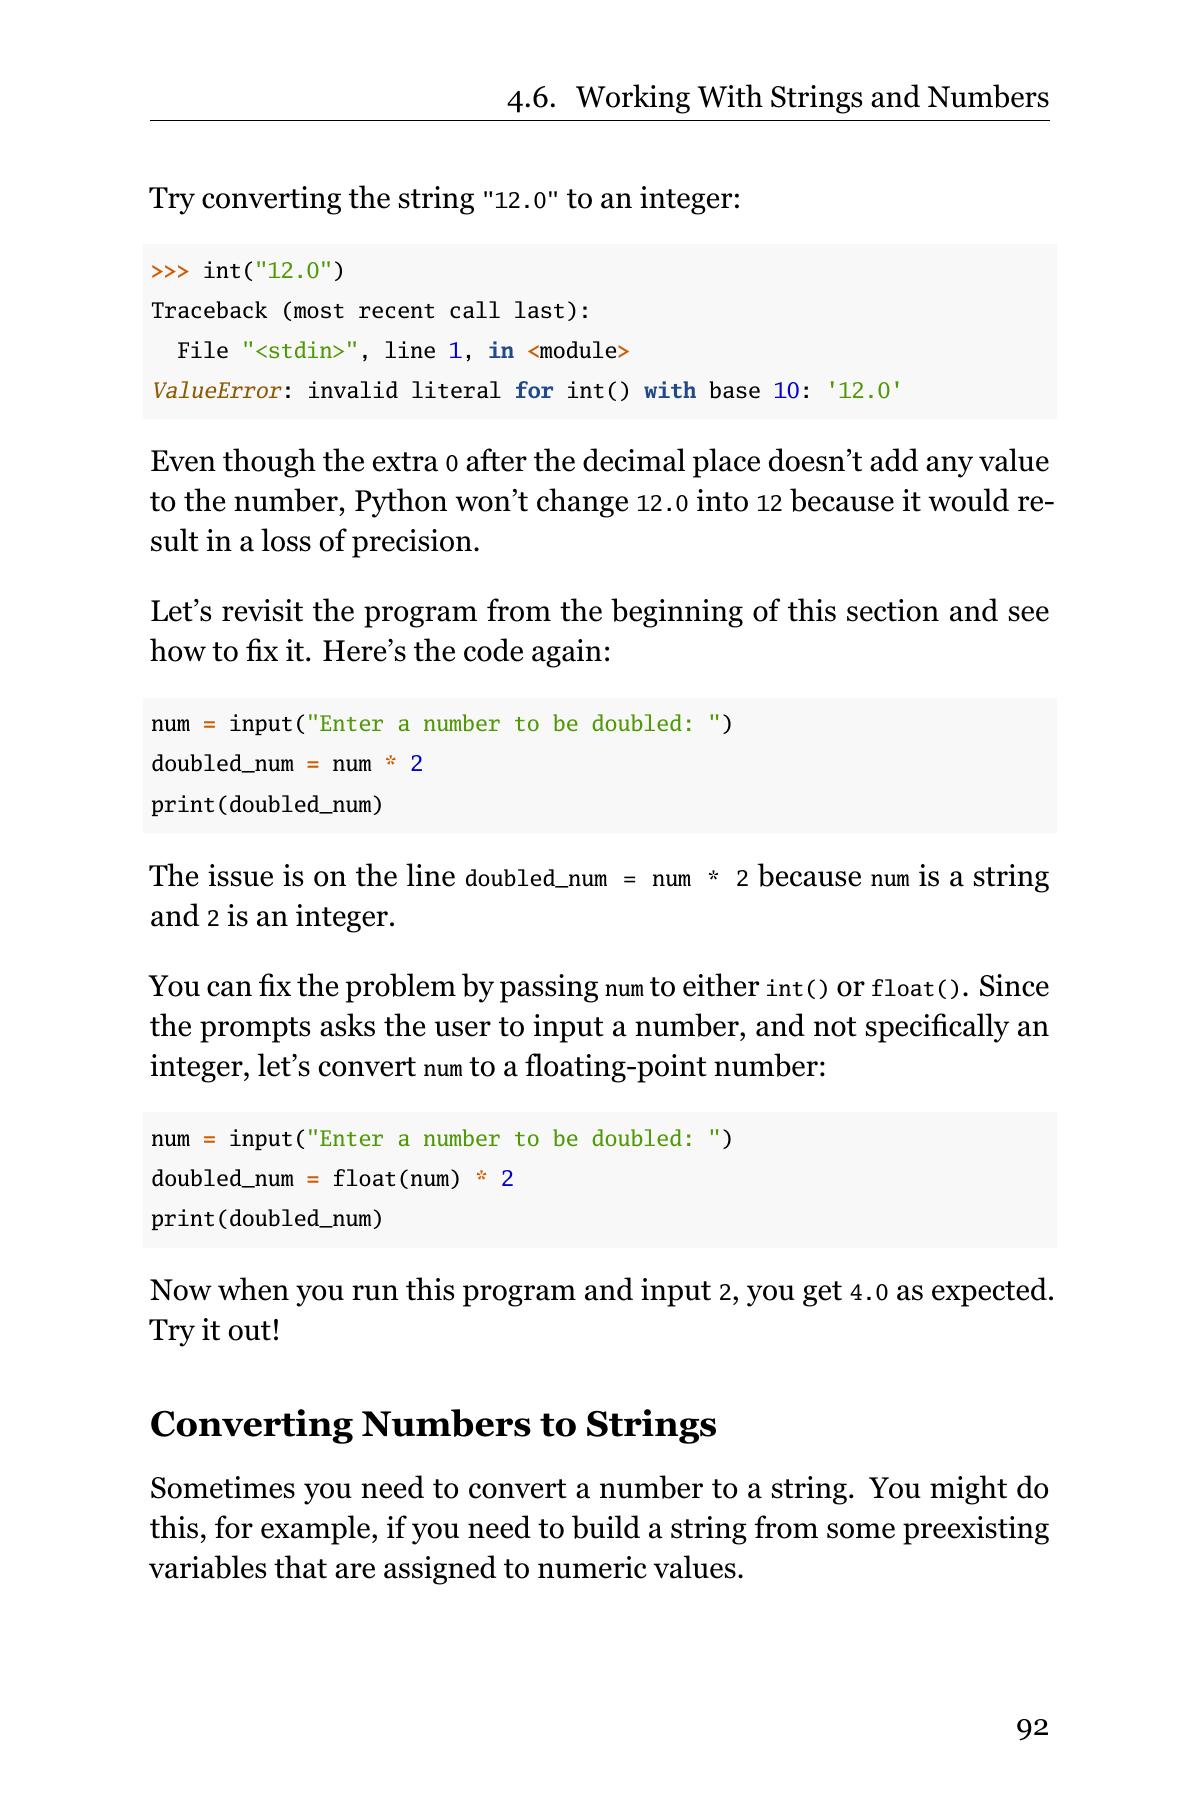 4.6. Working With Strings and Numbers
Try converting the string "12.0" to an integer:
>>> int("12.0")
Traceback (most recent call last):
  File "<stdin>", line 1, in <module>
ValueError: invalid literal for int() with base 10: '12.0'
Even though the extra 0 after the decimal place doesn’t add any value
to the number, Python won’t change 12.0 into 12 because it would re-
sult in a loss of precision.
Let’s revisit the program from the beginning of this section and see
how to fix it. Here’s the code again:
num = input("Enter a number to be doubled: ")
doubled_num = num * 2
print(doubled_num)
The issue is on the line doubled_num = num * 2 because num is a string
and 2 is an integer.
You can fix the problem by passing num to either int() or float(). Since
the prompts asks the user to input a number, and not specifically an
integer, let’s convert num to a floating-point number:
num = input("Enter a number to be doubled: ")
doubled_num = float(num) * 2
print(doubled_num)
Now when you run this program and input 2, you get 4.0 as expected.
Try it out!
Converting Numbers to Strings
Sometimes you need to convert a number to a string. You might do
this, for example, if you need to build a string from some preexisting
variables that are assigned to numeric values.
92